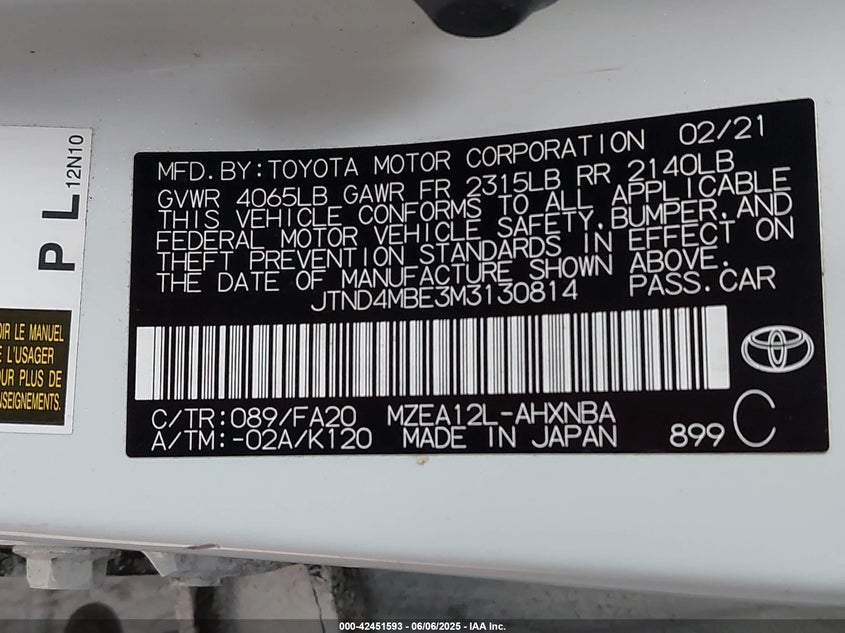 12N10
P L
OIR LE MANUEL
E L'USAGER
OUR PLUS DE
NSEIGNEMENTS.
MFD.BY:TOYOTA MOTOR CORPORATION 02/21
GVWR 4065LB GAWR FR 2315LB RR 2140LB
THIS VEHICLE CONFORMS TO ALL APPLICABLE
FEDERAL MOTOR VEHICLE SAFETY,BUMPER,AND
THEFT PREVENTION STANDARDS IN EFFECT ON
THE DATE OF MANUFACTURE SHOWN ABOVE.
JTND4MBE3M3130814 PASS.CAR
C/TR:089/FA20 MZEA12L-AHXNBA
A/TM:-02A/K120 MADE IN JAPAN 899 C
000-42451593 - 06/06/2025 - IAA Inc.